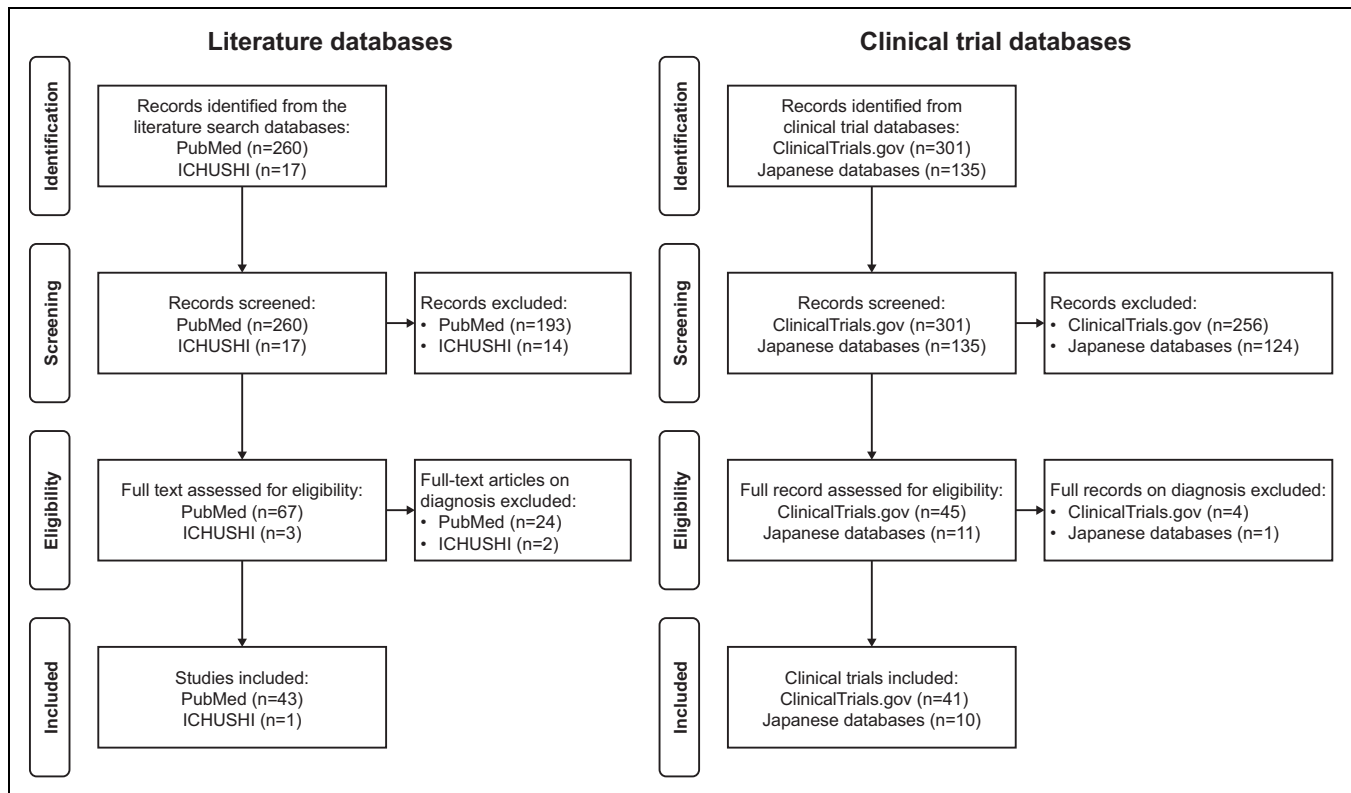 Literature databases
Identification
Records identified from the
literature search databases:
PubMed (n=260)
ICHUSHI (n=17)
Screening
Records screened:
PubMed (n=260)
ICHUSHI (n=17)
Records excluded:
• PubMed (n=193)
• ICHUSHI (n=14)
Eligibility
Full text assessed for eligibility:
PubMed (n=67)
ICHUSHI (n=3)
Full-text articles on
diagnosis excluded:
• PubMed (n=24)
• ICHUSHI (n=2)
Included
Studies included:
PubMed (n=43)
ICHUSHI (n=1)
Clinical trial databases
Identification
Records identified from
clinical trial databases:
ClinicalTrials.gov (n=301)
Japanese databases (n=135)
Screening
Records screened:
ClinicalTrials.gov (n=301)
Japanese databases (n=135)
Records excluded:
• ClinicalTrials.gov (n=256)
• Japanese databases (n=124)
Eligibility
Full record assessed for eligibility:
ClinicalTrials.gov (n=45)
Japanese databases (n=11)
Full records on diagnosis excluded:
• ClinicalTrials.gov (n=4)
• Japanese databases (n=1)
Included
Clinical trials included:
ClinicalTrials.gov (n=41)
Japanese databases (n=10)